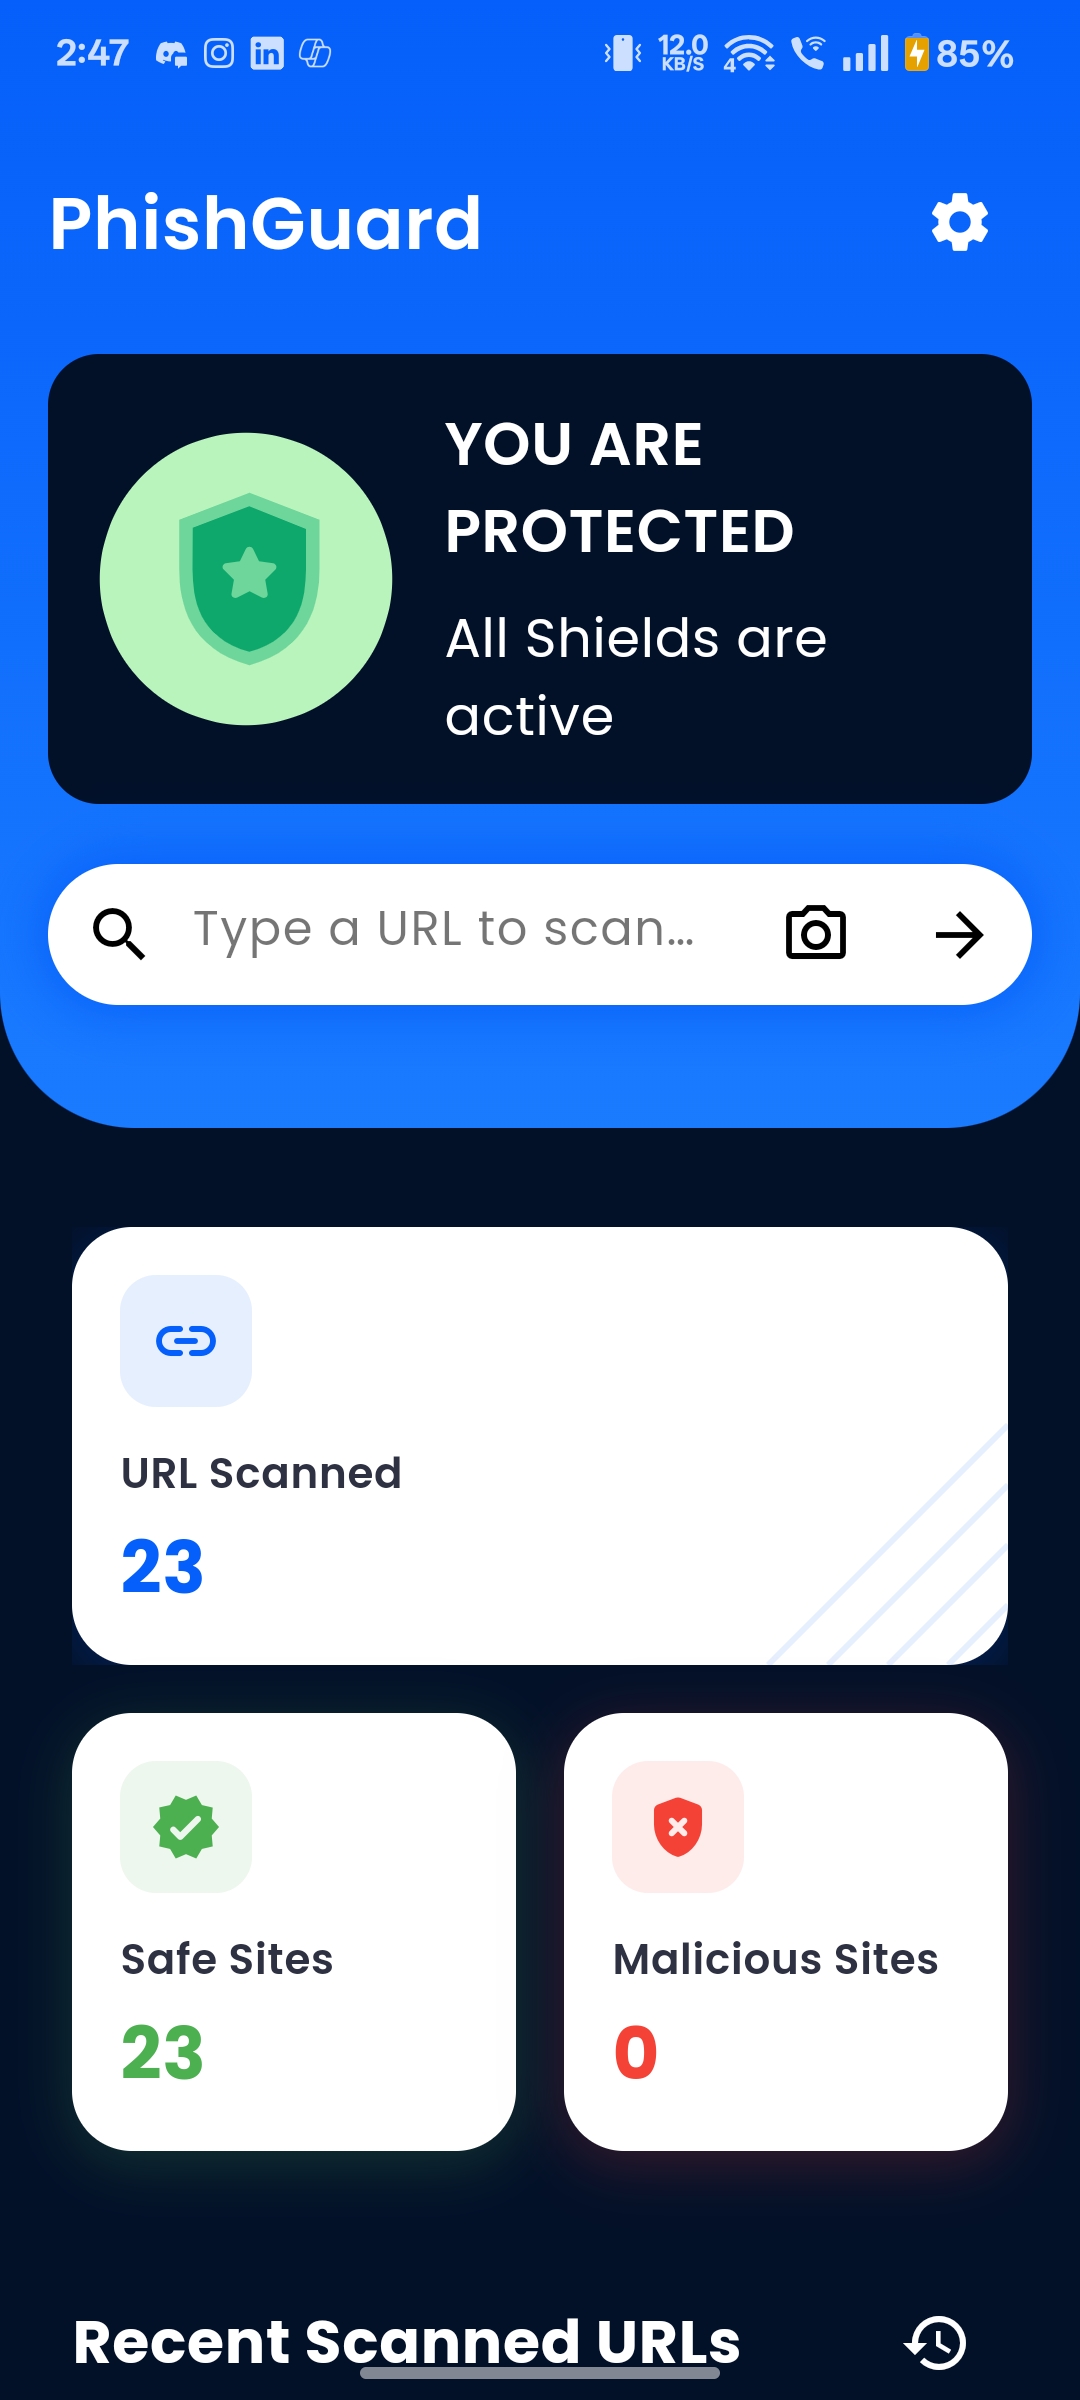 2:47
12.0
KB/S
4
85%
PhishGuard
YOU ARE
PROTECTED
All Shields are
active
Type a URL to scan...
URL Scanned
23
Safe Sites
23
Malicious Sites
0
Recent Scanned URLs